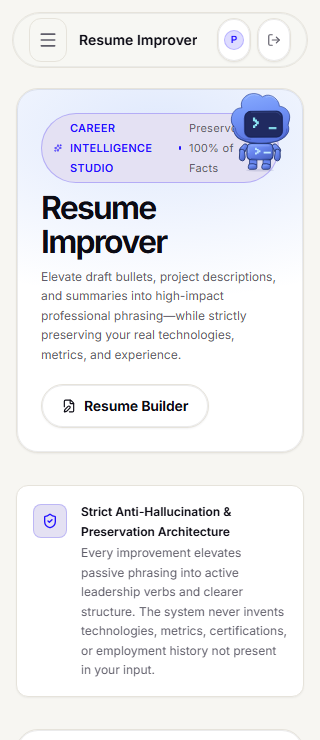 Resume Improver
P
CAREER
INTELLIGENCE
STUDIO
100% of
Facts
Resume
Improver
Elevate draft bullets, project descriptions,
and summaries into high-impact
professional phrasing—while strictly
preserving your real technologies,
metrics, and experience.
Resume Builder
Strict Anti-Hallucination &
Preservation Architecture
Every improvement elevates
passive phrasing into active
leadership verbs and clearer
structure. The system never invents
technologies, metrics, certifications,
or employment history not present
in your input.